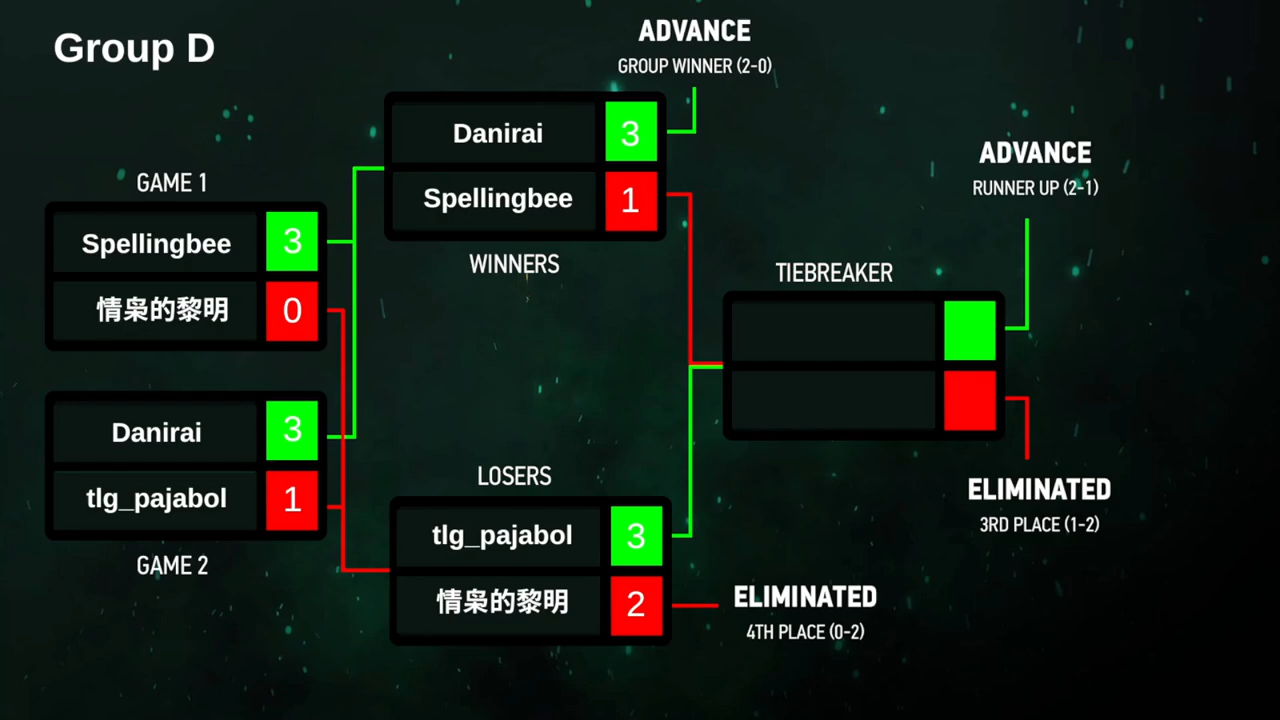 Group D
ADVANCE
GROUP WINNER (2-0)
GAME 1
Spellingbee 3
情枭的黎明 0
Danirai 3
tlg_pajabol 1
GAME 2
Danirai 3
Spellingbee 1
WINNERS
LOSERS
tlg_pajabol 3
情枭的黎明 2
ELIMINATED
4TH PLACE (0-2)
TIEBREAKER
ADVANCE
RUNNER UP (2-1)
ELIMINATED
3RD PLACE (1-2)